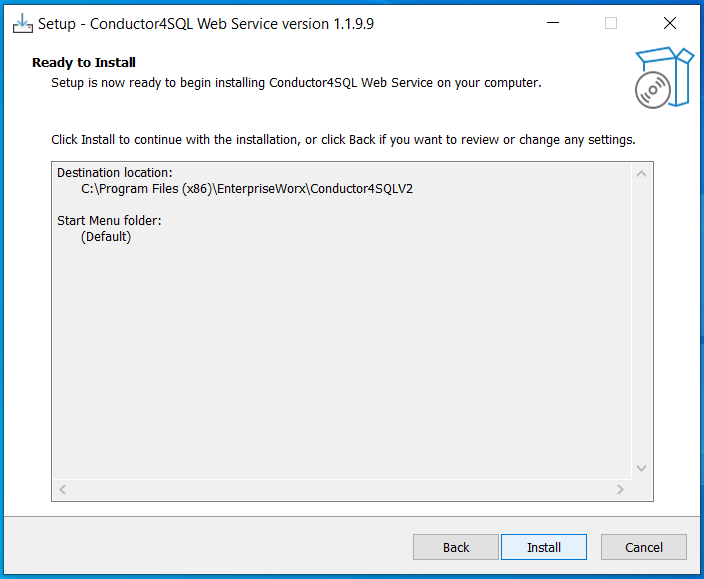 Setup - Conductor4SQL Web Service version 1.1.9.9
Ready to Install
Setup is now ready to begin installing Conductor4SQL Web Service on your computer.
Click Install to continue with the installation, or click Back if you want to review or change any settings.
Destination location:
C:\Program Files (x86)\EnterpriseWorx\Conductor4SQLV2
Start Menu folder:
(Default)
Back
Install
Cancel